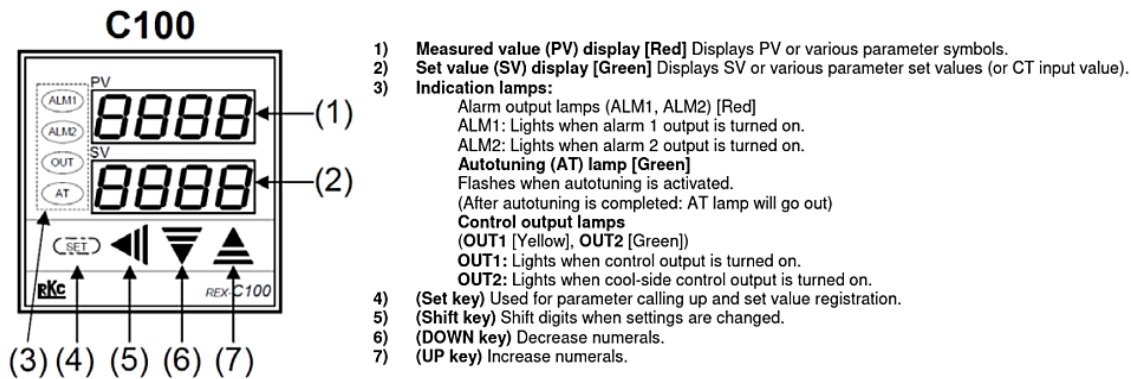 C100
PV
ALM1
8888
(1)
ALM2
OUT
SV
8888
(2)
AT
SET
RKC
REX-C100
(3) (4) (5) (6) (7)
1) Measured value (PV) display [Red] Displays PV or various parameter symbols.
2) Set value (SV) display [Green] Displays SV or various parameter set values (or CT input value).
3) Indication lamps:
Alarm output lamps (ALM1, ALM2) [Red]
ALM1: Lights when alarm 1 output is turned on.
ALM2: Lights when alarm 2 output is turned on.
Autotuning (AT) lamp [Green]
Flashes when autotuning is activated.
(After autotuning is completed: AT lamp will go out)
Control output lamps
(OUT1 [Yellow], OUT2 [Green])
OUT1: Lights when control output is turned on.
OUT2: Lights when cool-side control output is turned on.
4) (Set key) Used for parameter calling up and set value registration.
5) (Shift key) Shift digits when settings are changed.
6) (DOWN key) Decrease numerals.
7) (UP key) Increase numerals.